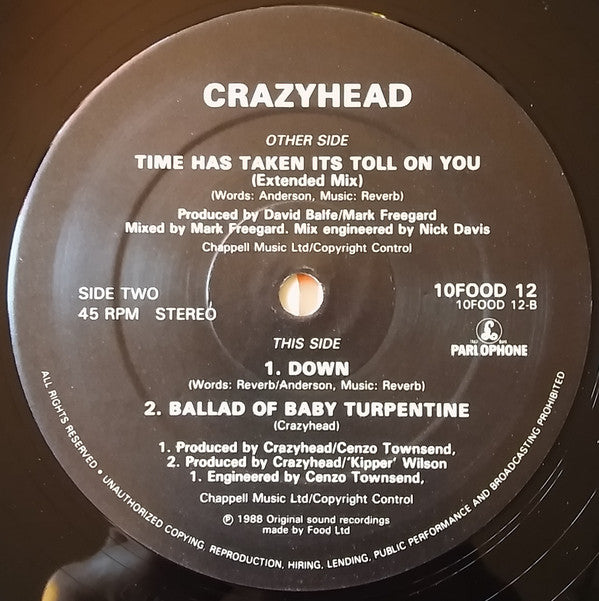 CRAZYHEAD
OTHER SIDE
TIME HAS TAKEN ITS TOLL ON YOU
(Extended Mix)
(Words: Anderson, Music: Reverb)
Produced by David Balfe/Mark Freegard
Mixed by Mark Freegard. Mix engineered by Nick Davis
Chappell Music Ltd/Copyright Control
SIDE TWO
45 RPM STEREO
10FOOD 12
10FOOD 12-B
PARLOPHONE
THIS SIDE
1. DOWN
(Words: Reverb/Anderson, Music: Reverb)
2. BALLAD OF BABY TURPENTINE
(Crazyhead)
1. Produced by Crazyhead/Cenzo Townsend,
2. Produced by Crazyhead/'Kipper' Wilson
1. Engineered by Cenzo Townsend,
Chappell Music Ltd/Copyright Control
℗ 1988 Original sound recordings
made by Food Ltd
ALL RIGHTS RESERVED • UNAUTHORIZED COPYING, REPRODUCTION, HIRING, LENDING, PUBLIC PERFORMANCE AND BROADCASTING PROHIBITED